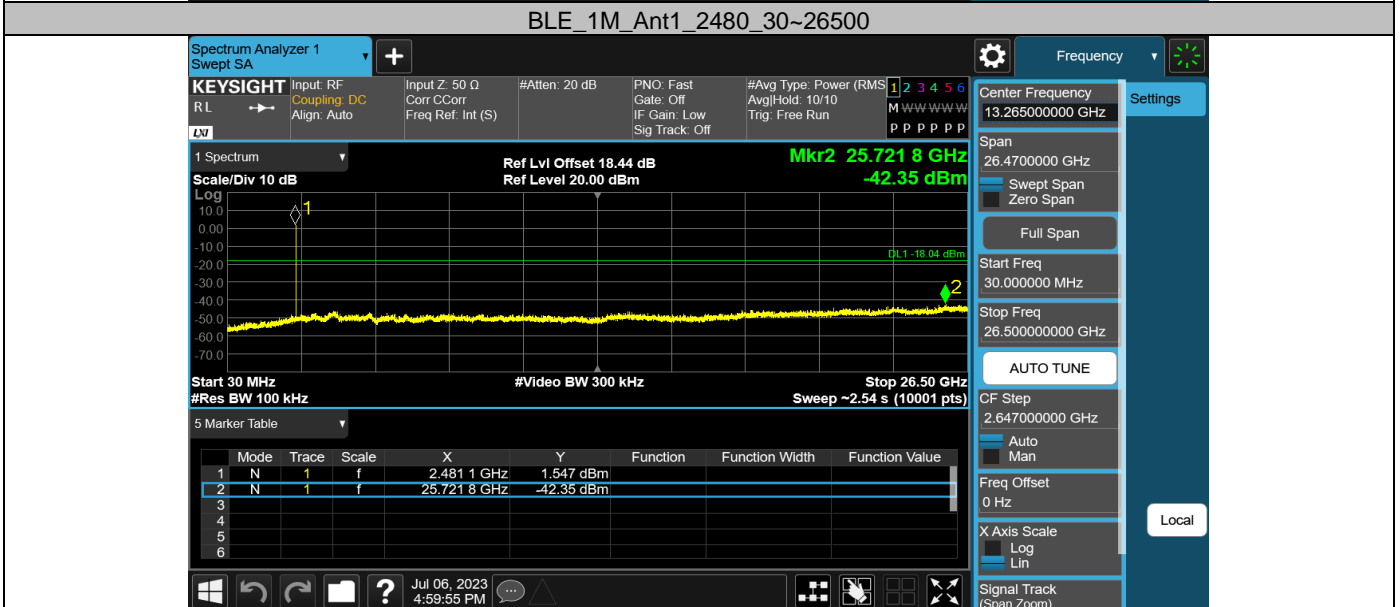 BLE_1M_Ant1_2480_30~26500
Spectrum Analyzer 1
Swept SA
+
Frequency
KEYSIGHT
R L
LXI
Input: RF
Coupling: DC
Align: Auto
Input Z: 50 Ω
Corr CCorr
Freq Ref: Int (S)
#Atten: 20 dB
PNO: Fast
Gate: Off
IF Gain: Low
Sig Track: Off
#Avg Type: Power (RMS
Avg|Hold: 10/10
Trig: Free Run
1 2 3 4 5 6
M W W W W W
P P P P P P
1 Spectrum
Scale/Div 10 dB
Ref Lvl Offset 18.44 dB
Ref Level 20.00 dBm
Mkr2 25.721 8 GHz
-42.35 dBm
Log
10.0
0.00
-10.0
-20.0
-30.0
-40.0
-50.0
-60.0
-70.0
1
DL1 -18.04 dBm
2
Start 30 MHz
#Video BW 300 kHz
Stop 26.50 GHz
#Res BW 100 kHz
Sweep ~2.54 s (10001 pts)
5 Marker Table
Mode Trace Scale X Y Function Function Width Function Value
1 N 1 f 2.481 1 GHz 1.547 dBm
2 N 1 f 25.721 8 GHz -42.35 dBm
3
4
5
6
?
Jul 06, 2023
4:59:55 PM
Center Frequency
13.265000000 GHz
Settings
Span
26.4700000 GHz
Swept Span
Zero Span
Full Span
Start Freq
30.000000 MHz
Stop Freq
26.500000000 GHz
AUTO TUNE
CF Step
2.647000000 GHz
Auto
Man
Freq Offset
0 Hz
Local
X Axis Scale
Log
Lin
Signal Track
(Span Zoom)